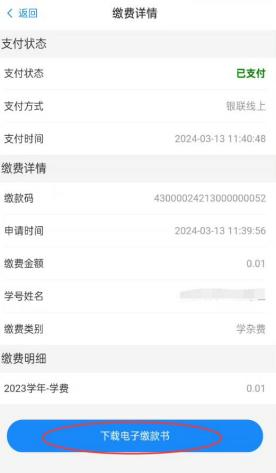 返回 缴费详情
支付状态
支付状态 已支付
支付方式 银联线上
支付时间 2024-03-13 11:40:48
缴费详情
缴款码 43000024213000000052
申请时间 2024-03-13 11:39:56
缴费金额 0.01
学号姓名
缴费类别 学杂费
缴费明细
2023学年-学费 0.01
下载电子缴款书